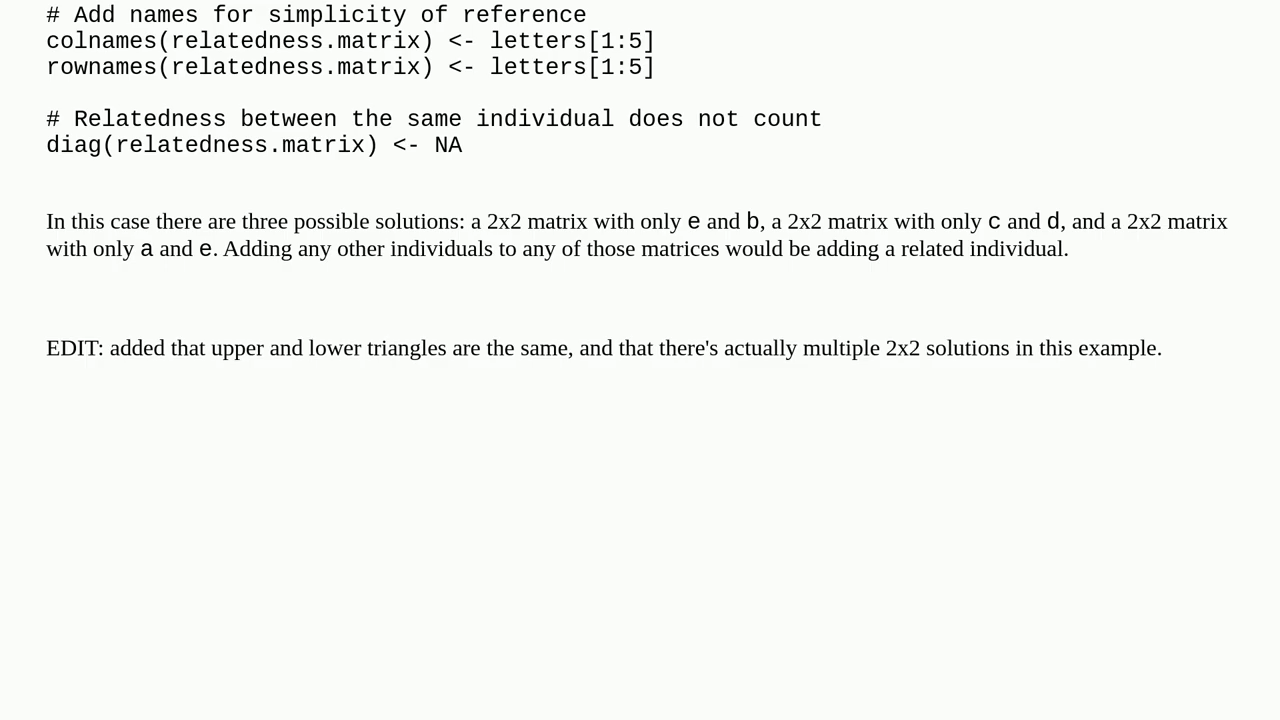 # Add names for simplicity of reference
colnames(relatedness.matrix) <- letters[1:5]
rownames(relatedness.matrix) <- letters[1:5]
# Relatedness between the same individual does not count
diag(relatedness.matrix) <- NA
In this case there are three possible solutions: a 2x2 matrix with only e and b, a 2x2 matrix with only c and d, and a 2x2 matrix
with only a and e. Adding any other individuals to any of those matrices would be adding a related individual.
EDIT: added that upper and lower triangles are the same, and that there's actually multiple 2x2 solutions in this example.